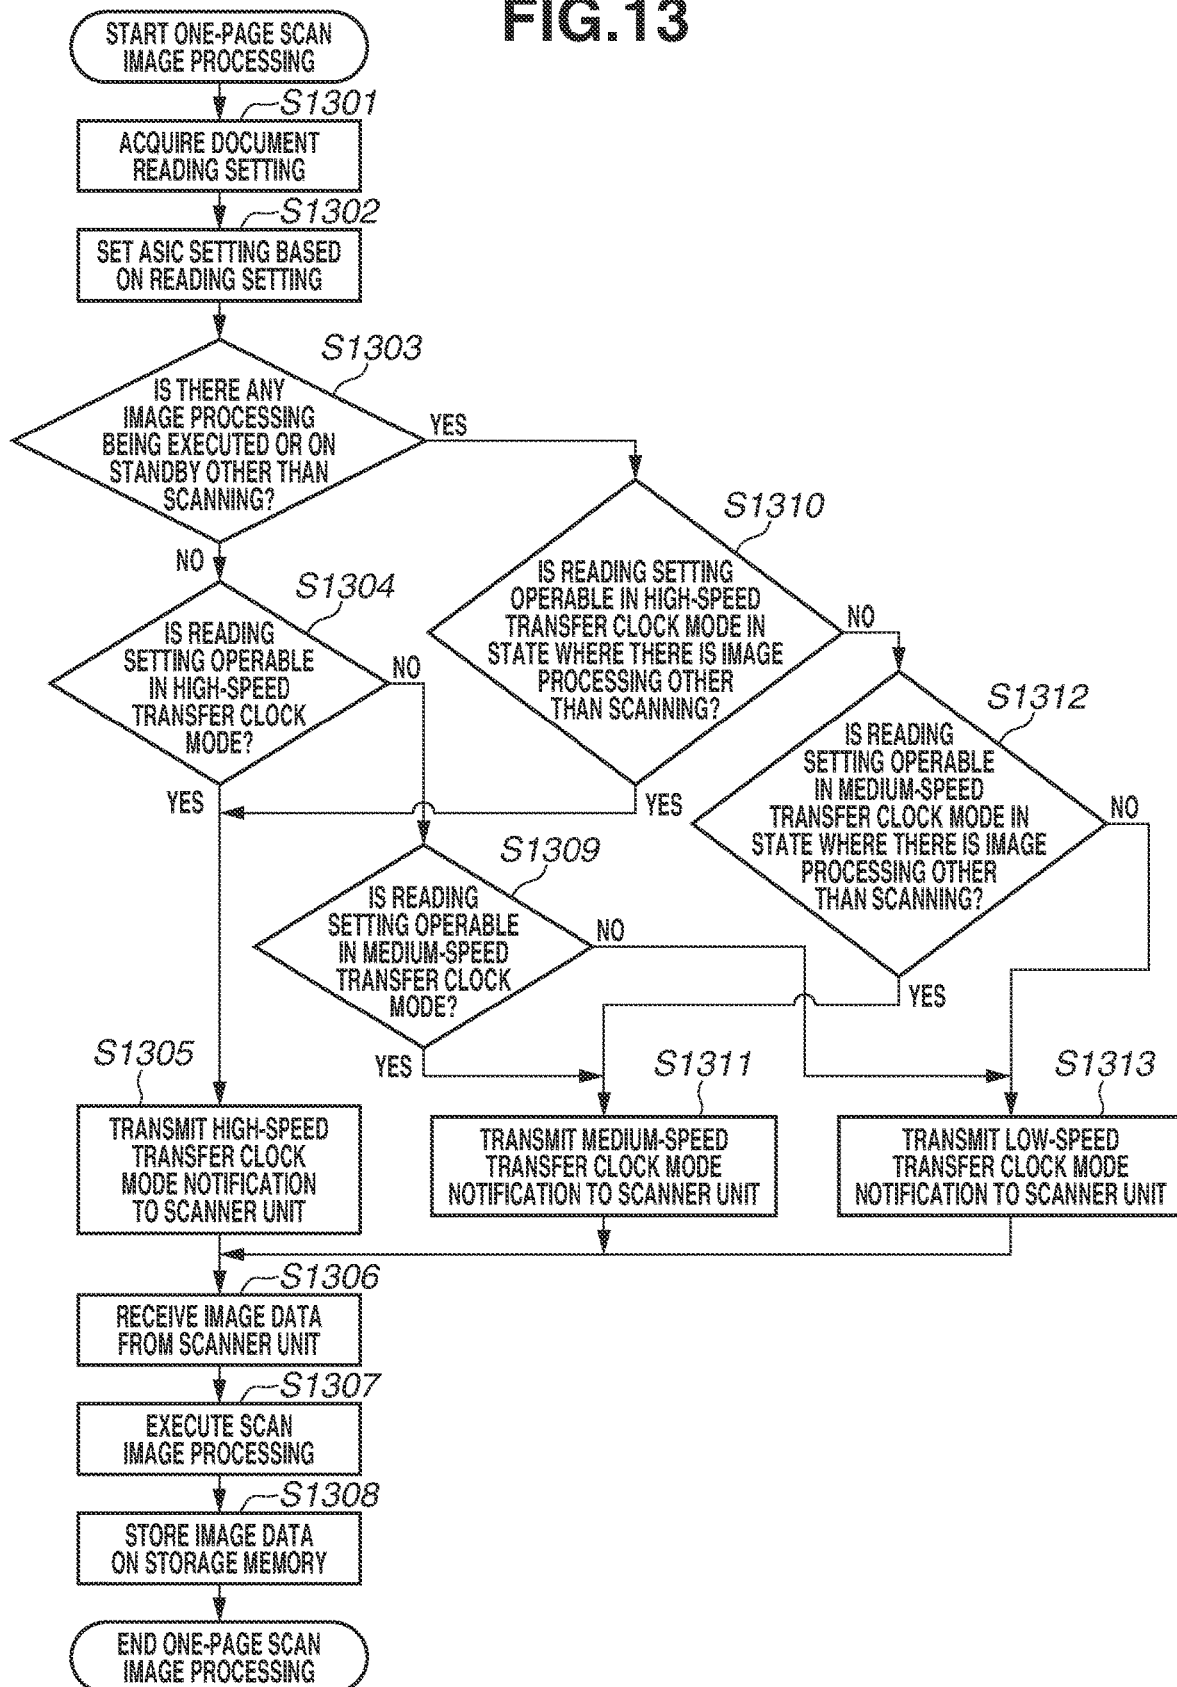 FIG.13
START ONE-PAGE SCAN
IMAGE PROCESSING
S1301
ACQUIRE DOCUMENT
READING SETTING
S1302
SET ASIC SETTING BASED
ON READING SETTING
S1303
IS THERE ANY
IMAGE PROCESSING
BEING EXECUTED OR ON
STANDBY OTHER THAN
SCANNING?
YES
NO
S1310
IS READING SETTING
OPERABLE IN HIGH-SPEED
TRANSFER CLOCK MODE IN
STATE WHERE THERE IS IMAGE
PROCESSING OTHER
THAN SCANNING?
NO
YES
S1304
IS READING
SETTING OPERABLE
IN HIGH-SPEED
TRANSFER CLOCK
MODE?
NO
YES
S1312
IS READING
SETTING OPERABLE
IN MEDIUM-SPEED
TRANSFER CLOCK MODE IN
STATE WHERE THERE IS IMAGE
PROCESSING OTHER
THAN SCANNING?
NO
YES
S1309
IS READING
SETTING OPERABLE
IN MEDIUM-SPEED
TRANSFER CLOCK
MODE?
NO
YES
S1305
TRANSMIT HIGH-SPEED
TRANSFER CLOCK
MODE NOTIFICATION
TO SCANNER UNIT
S1311
TRANSMIT MEDIUM-SPEED
TRANSFER CLOCK MODE
NOTIFICATION TO SCANNER UNIT
S1313
TRANSMIT LOW-SPEED
TRANSFER CLOCK MODE
NOTIFICATION TO SCANNER UNIT
S1306
RECEIVE IMAGE DATA
FROM SCANNER UNIT
S1307
EXECUTE SCAN
IMAGE PROCESSING
S1308
STORE IMAGE DATA
ON STORAGE MEMORY
END ONE-PAGE SCAN
IMAGE PROCESSING